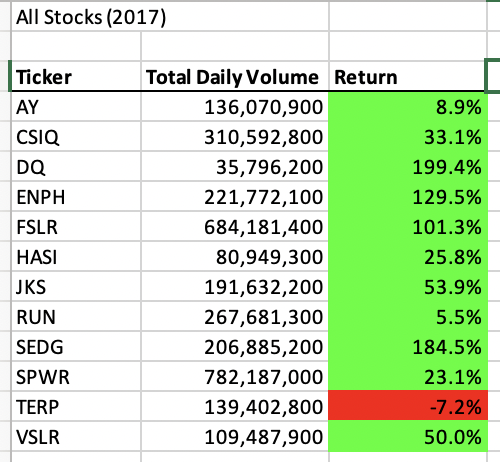 All Stocks (2017)
Ticker Total Daily Volume Return
AY 136,070,900 8.9%
CSIQ 310,592,800 33.1%
DQ 35,796,200 199.4%
ENPH 221,772,100 129.5%
FSLR 684,181,400 101.3%
HASI 80,949,300 25.8%
JKS 191,632,200 53.9%
RUN 267,681,300 5.5%
SEDG 206,885,200 184.5%
SPWR 782,187,000 23.1%
TERP 139,402,800 -7.2%
VSLR 109,487,900 50.0%